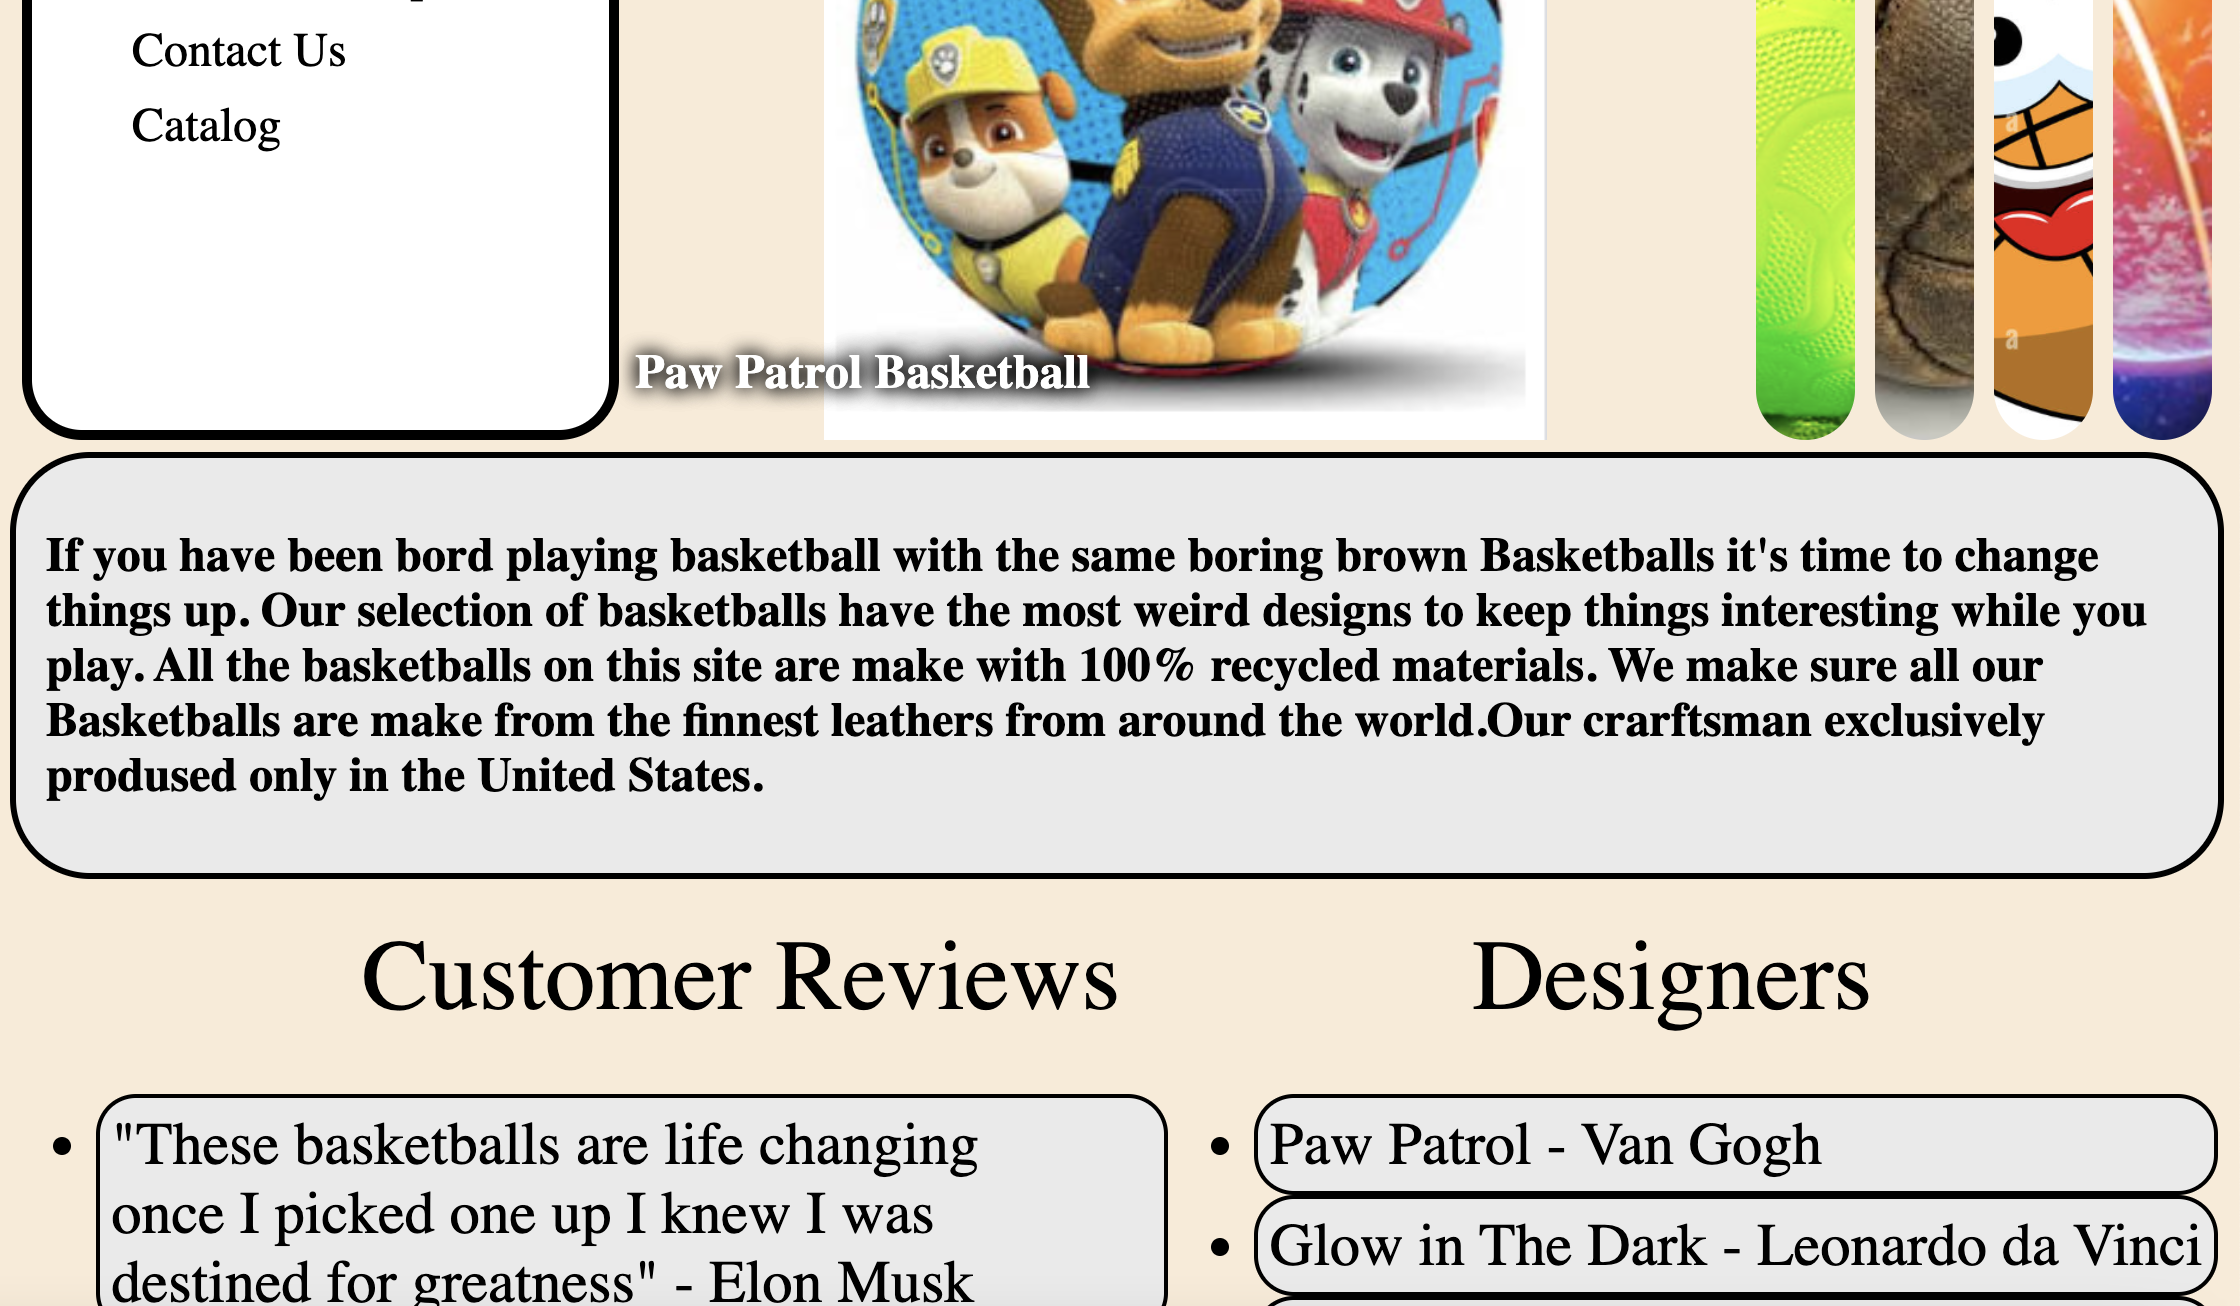 Contact Us
Catalog
Paw Patrol Basketball
a
a
If you have been bord playing basketball with the same boring brown Basketballs it's time to change
things up. Our selection of basketballs have the most weird designs to keep things interesting while you
play. All the basketballs on this site are make with 100% recycled materials. We make sure all our
Basketballs are make from the finnest leathers from around the world.Our crarftsman exclusively
prodused only in the United States.
Customer Reviews
Designers
"These basketballs are life changing
once I picked one up I knew I was
destined for greatness" - Elon Musk
Paw Patrol - Van Gogh
Glow in The Dark - Leonardo da Vinci